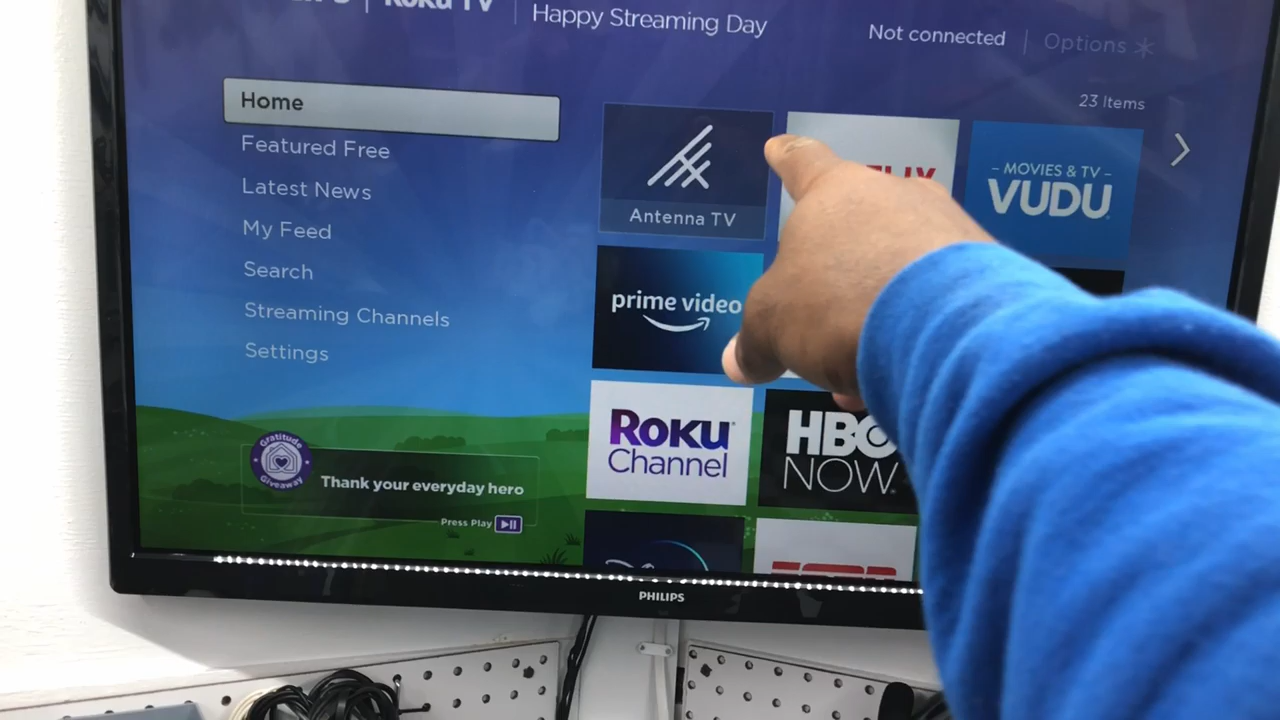 Roku TV
Happy Streaming Day
Not connected
Options
23 Items
Home
Featured Free
Latest News
My Feed
Search
Streaming Channels
Settings
Antenna TV
MOVIES & TV
VUDU
prime video
Roku
Channel
HBO
NOW
Gratitude
Giveaway
Thank your everyday hero
Press Play
PHILIPS